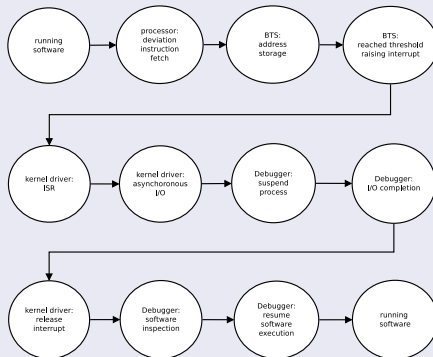 running
software
processor:
deviation
instruction
fetch
BTS:
address
storage
BTS:
reached threshold
raising interrupt
kernel driver:
ISR
kernel driver:
asynchoronous
I/O
Debugger:
suspend
process
Debugger:
I/O completion
kernel driver:
release
interrupt
Debugger:
software
inspection
Debugger:
resume
software
execution
running
software